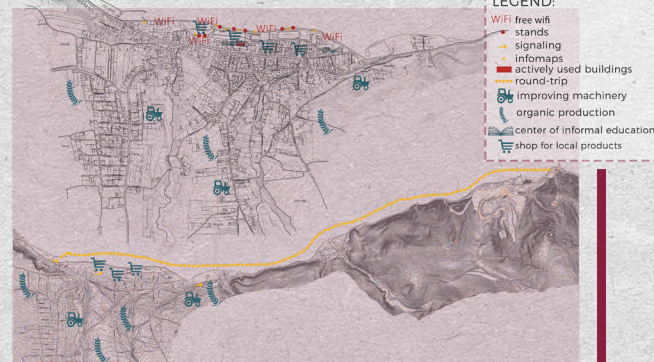 LEGEND:
WiFi free wifi
stands
signaling
infomaps
actively used buildings
round-trip
improving machinery
organic production
center of informal education
shop for local products
WiFi
WiFi
WiFi
WiFi
WiFi